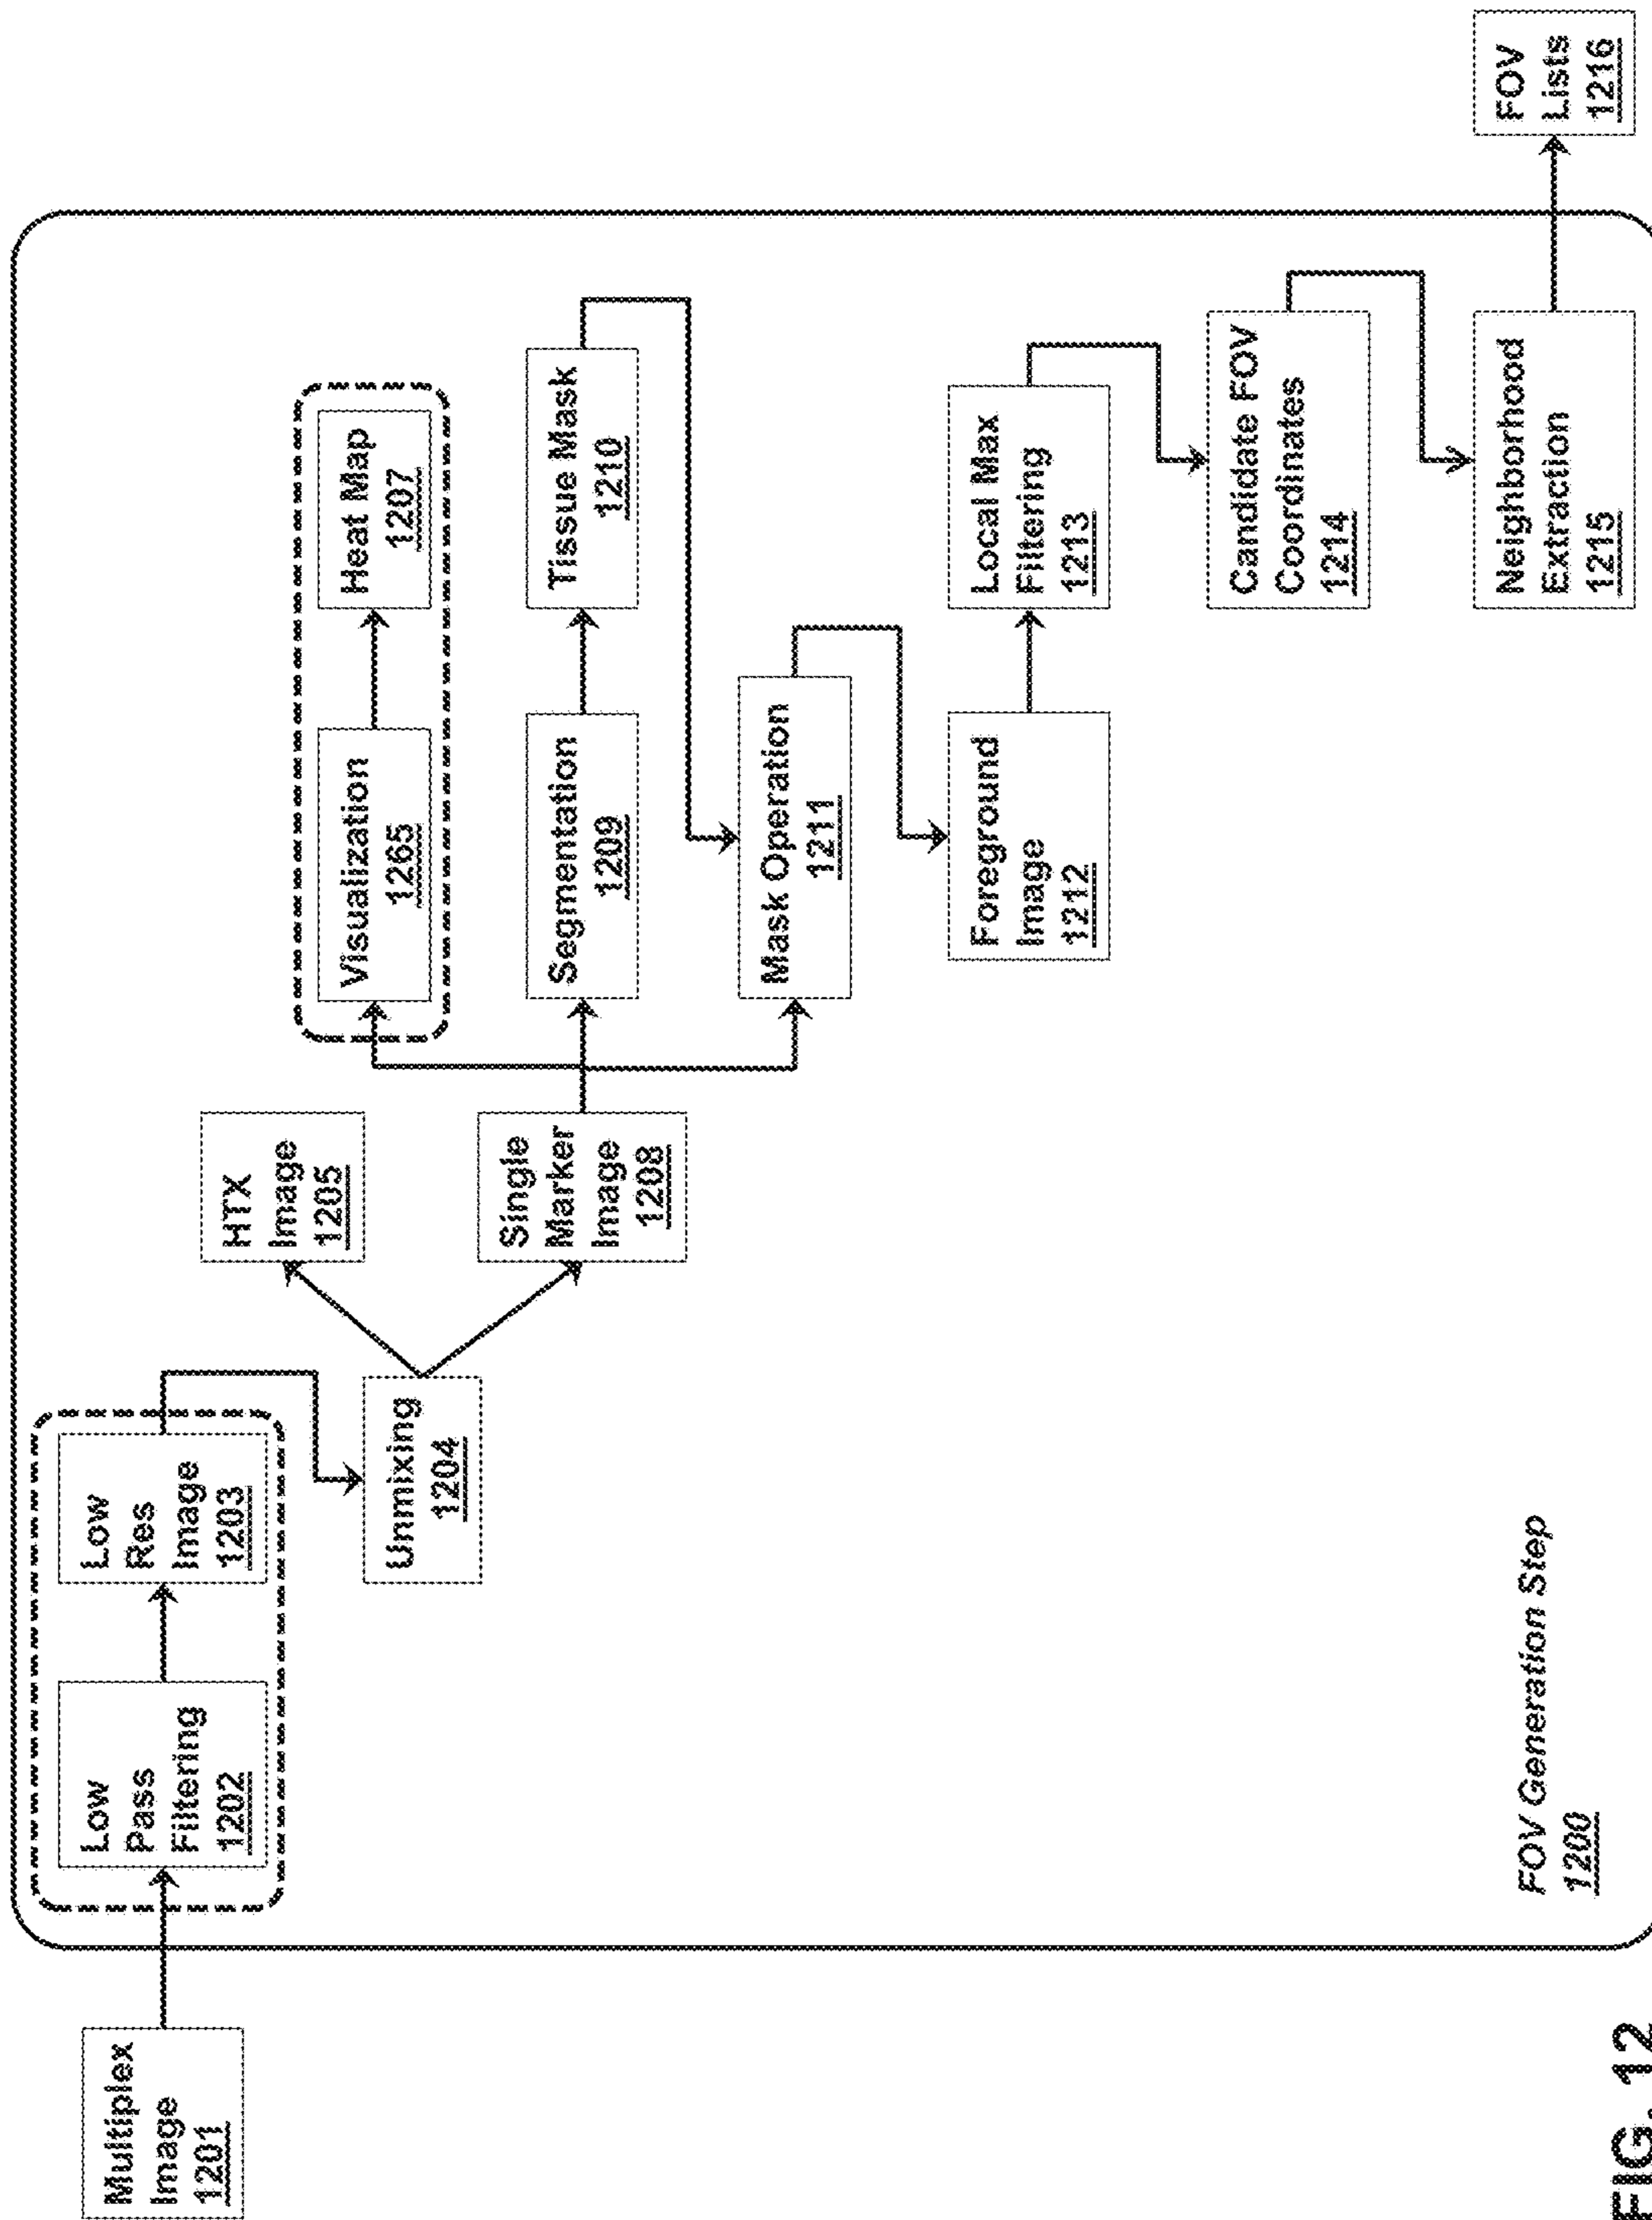 Multiplex
Image
1201
Low
Pass
Filtering
1202
Low
Res
Image
1203
Unmixing
1204
HTX
Image
1205
Single
Marker
Image
1208
Visualization
1265
Heat Map
1207
Segmentation
1209
Tissue Mask
1210
Mask Operation
1211
Foreground
Image
1212
Local Max
Filtering
1213
Candidate FOV
Coordinates
1214
Neighborhood
Extraction
1215
FOV
Lists
1216
FOV Generation Step
1200
FIG. 12